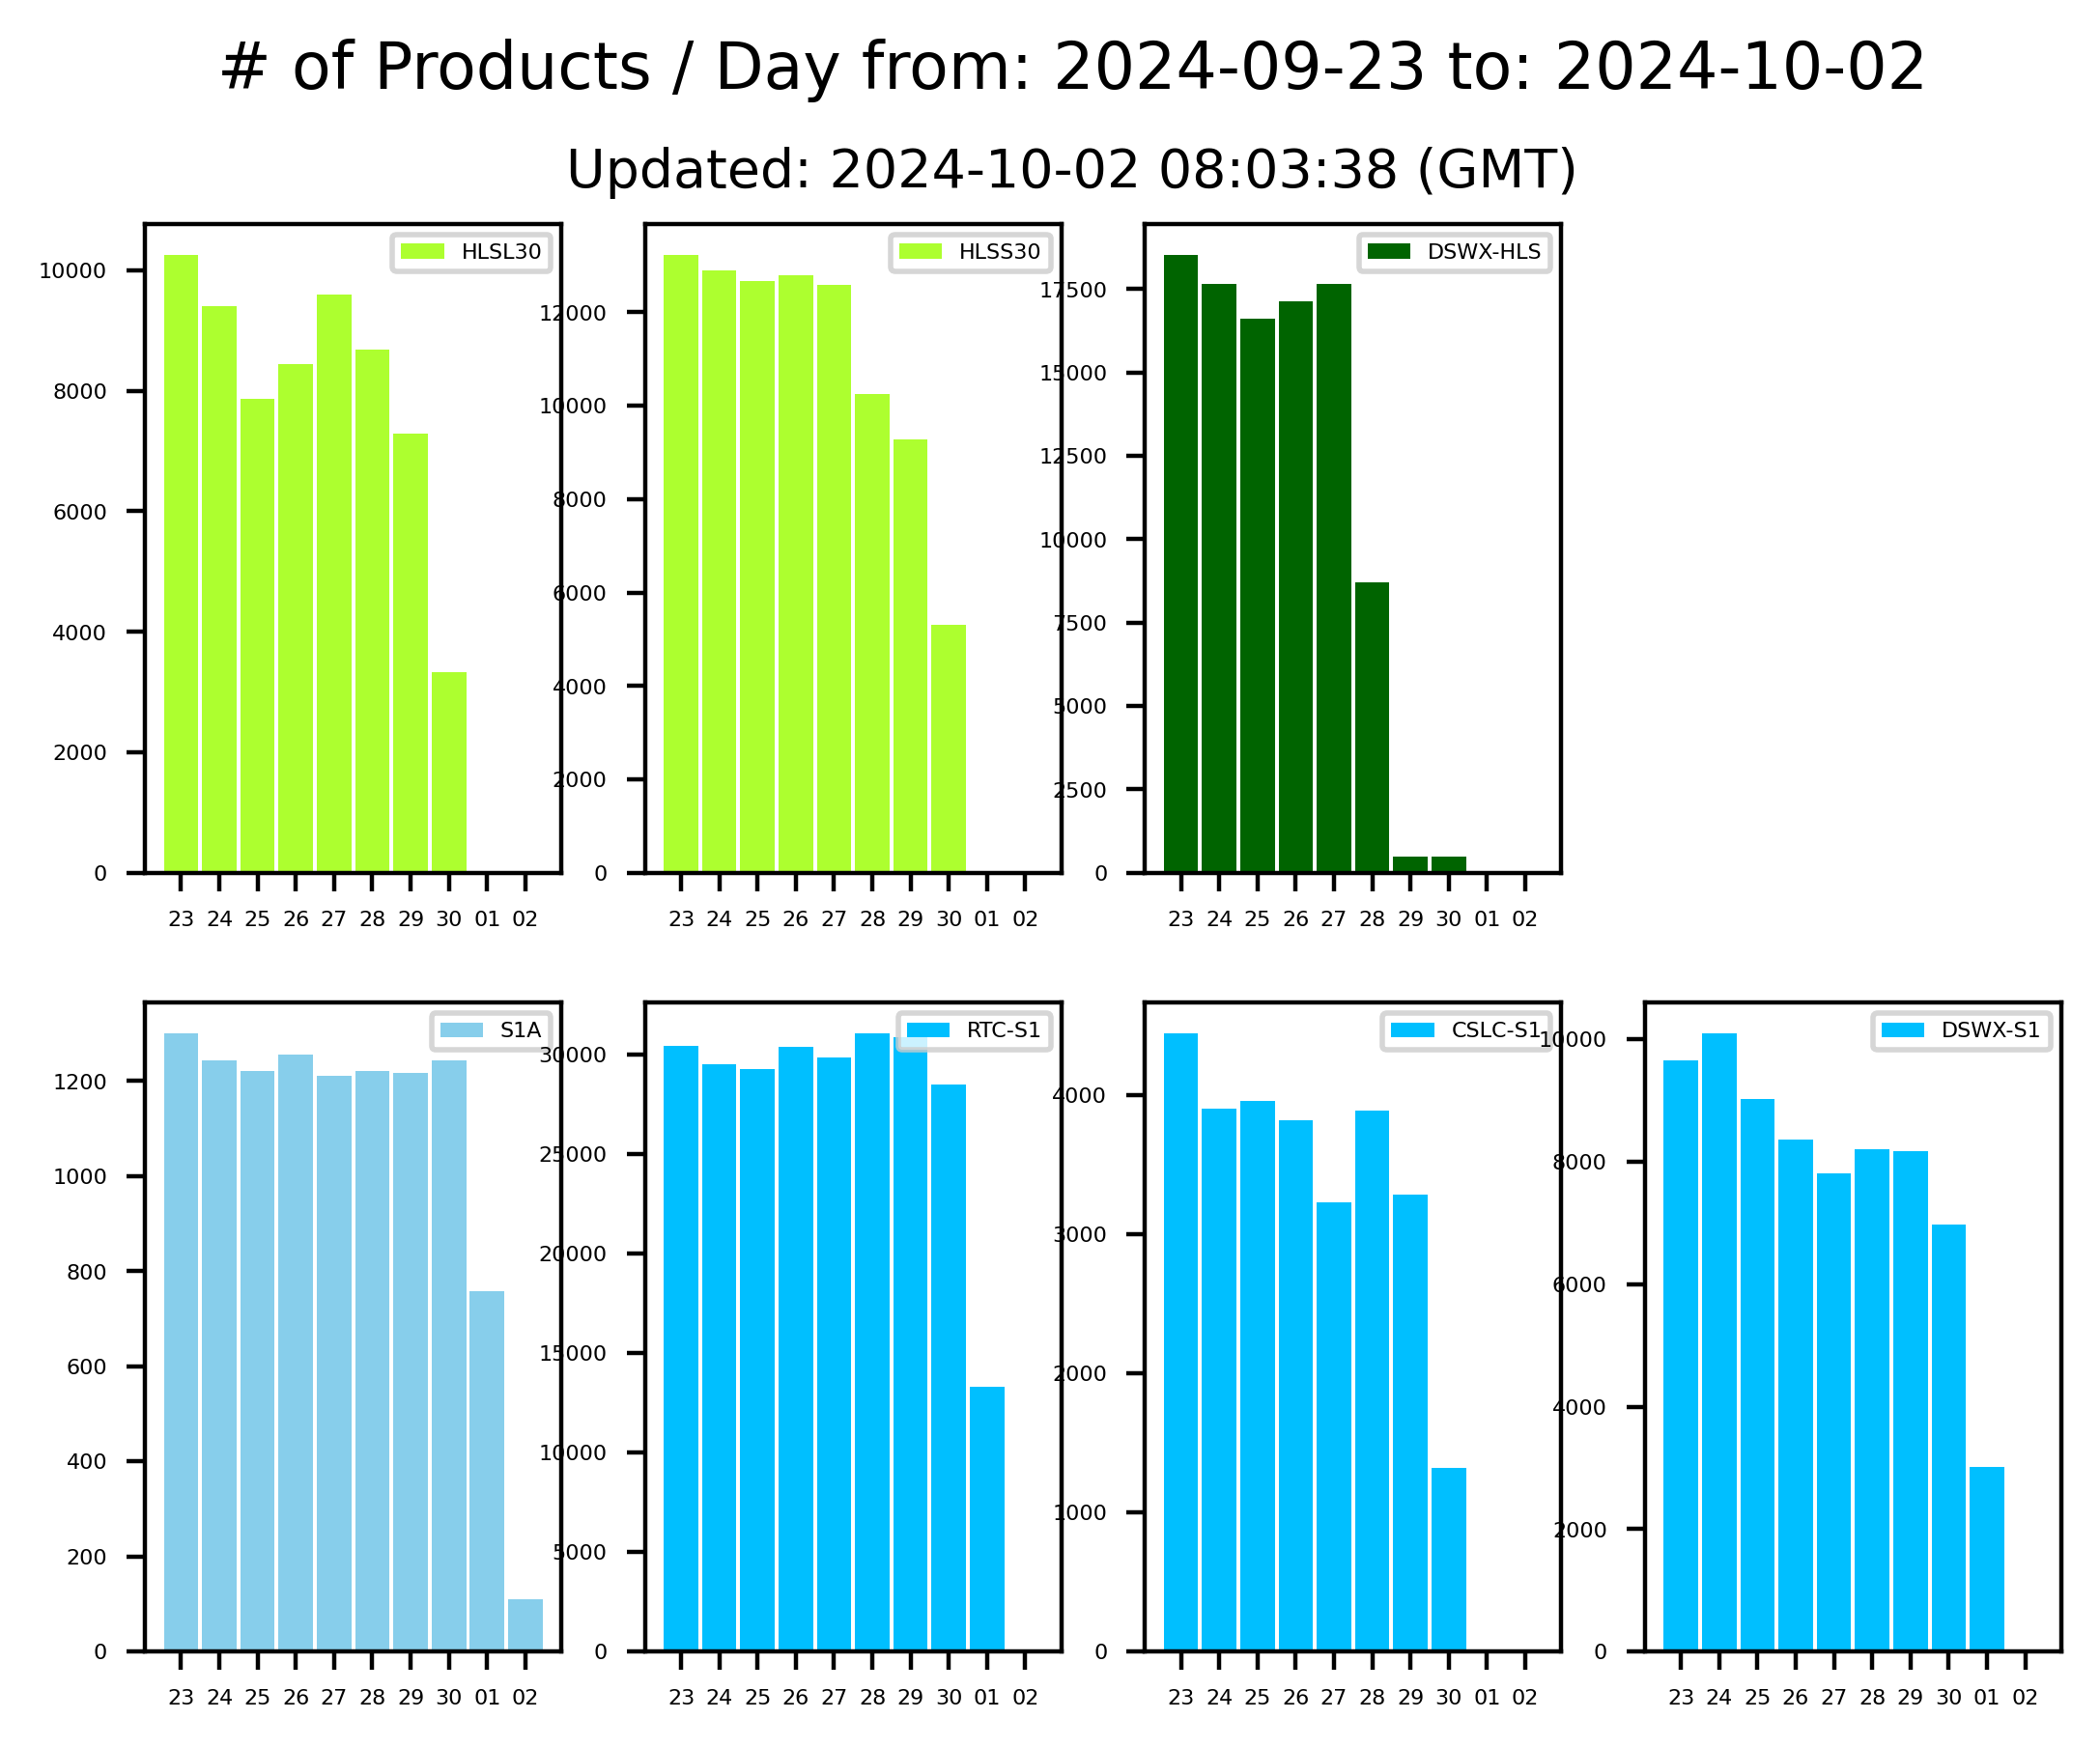 # of Products / Day from: 2024-09-23 to: 2024-10-02
Updated: 2024-10-02 08:03:38 (GMT)
HLSL30
10000
8000
6000
4000
2000
0
23 24 25 26 27 28 29 30 01 02
HLSS30
12000
10000
8000
6000
4000
2000
0
23 24 25 26 27 28 29 30 01 02
DSWX-HLS
17500
15000
12500
10000
7500
5000
2500
0
23 24 25 26 27 28 29 30 01 02
S1A
1200
1000
800
600
400
200
0
23 24 25 26 27 28 29 30 01 02
RTC-S1
30000
25000
20000
15000
10000
5000
0
23 24 25 26 27 28 29 30 01 02
CSLC-S1
4000
3000
2000
1000
0
23 24 25 26 27 28 29 30 01 02
DSWX-S1
10000
8000
6000
4000
2000
0
23 24 25 26 27 28 29 30 01 02